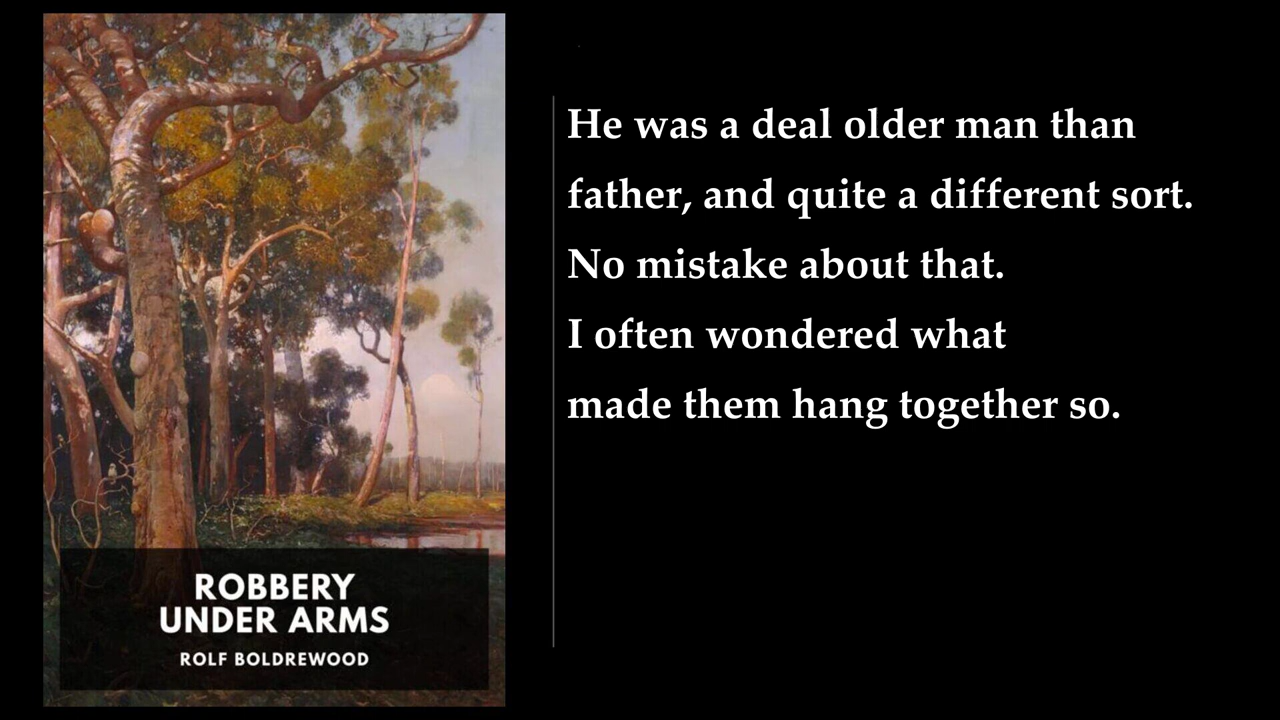 ROBBERY
UNDER ARMS
ROLF BOLDREWOOD
He was a deal older man than
father, and quite a different sort.
No mistake about that.
I often wondered what
made them hang together so.